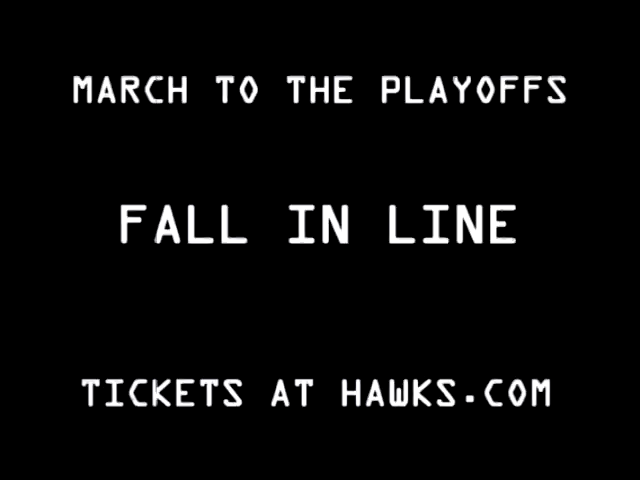 MARCH TO THE PLAYOFFS
FALL IN LINE
TICKETS AT HAWKS.COM